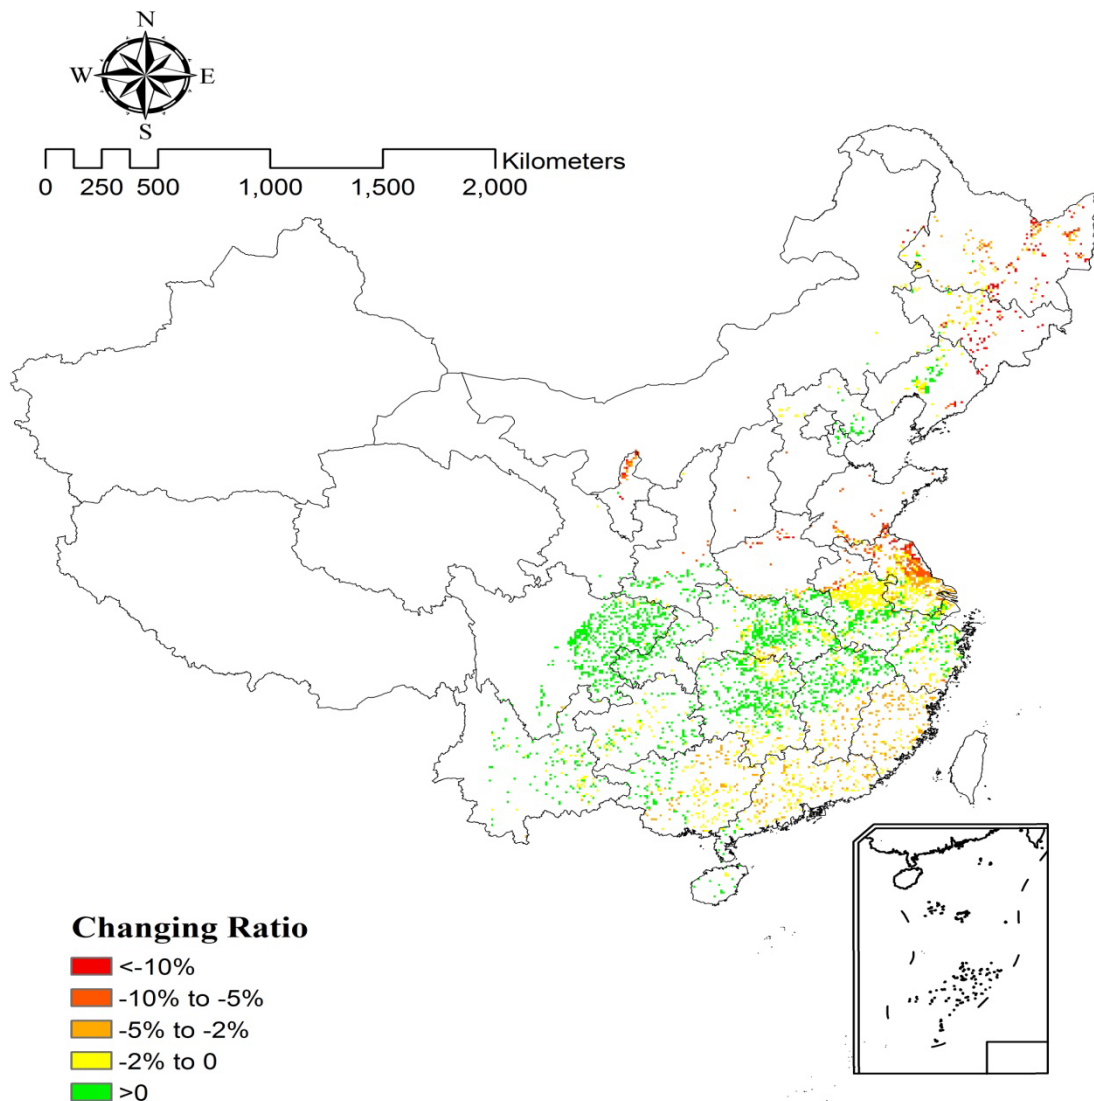 N
W E
S
Kilometers
0 250 500 1,000 1,500 2,000
Changing Ratio
<-10%
-10% to -5%
-5% to -2%
-2% to 0
>0